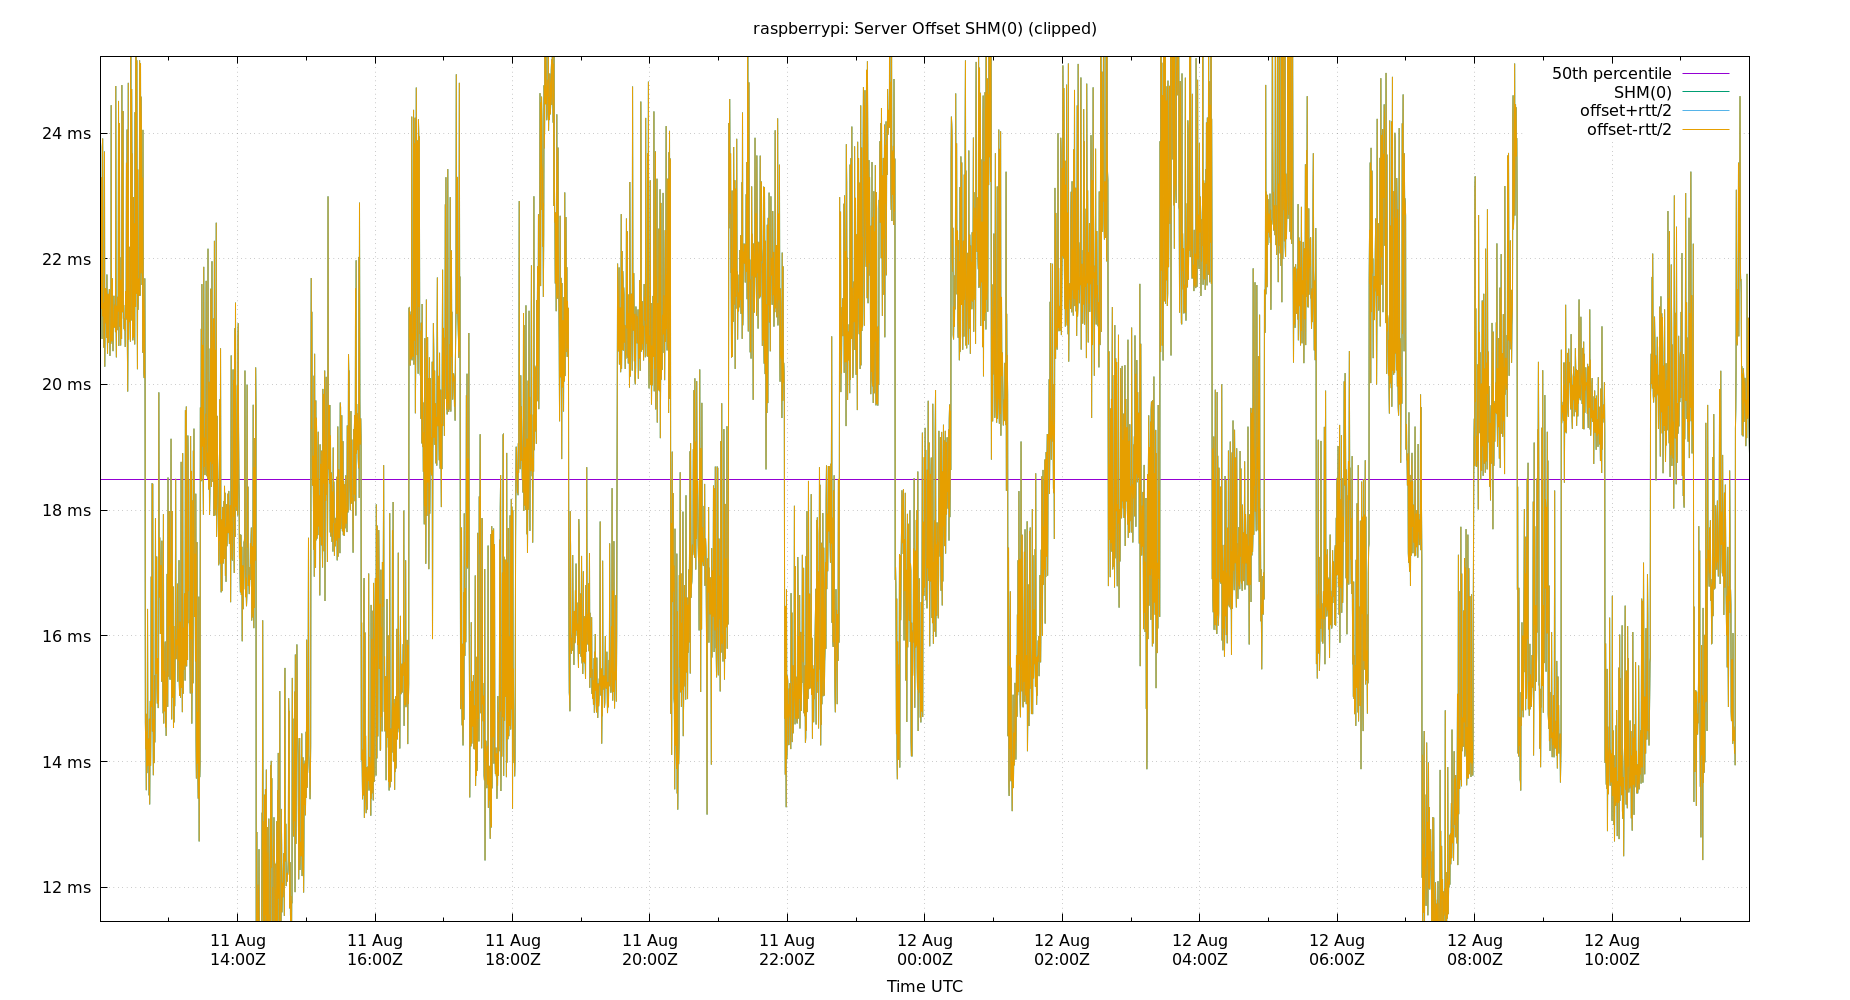 raspberrypi: Server Offset SHM(0) (clipped)
50th percentile
SHM(0)
offset+rtt/2
offset-rtt/2
24 ms
22 ms
20 ms
18 ms
16 ms
14 ms
12 ms
11 Aug 11 Aug 11 Aug 11 Aug 11 Aug 12 Aug 12 Aug 12 Aug 12 Aug 12 Aug 12 Aug
14:00Z 16:00Z 18:00Z 20:00Z 22:00Z 00:00Z 02:00Z 04:00Z 06:00Z 08:00Z 10:00Z
Time UTC